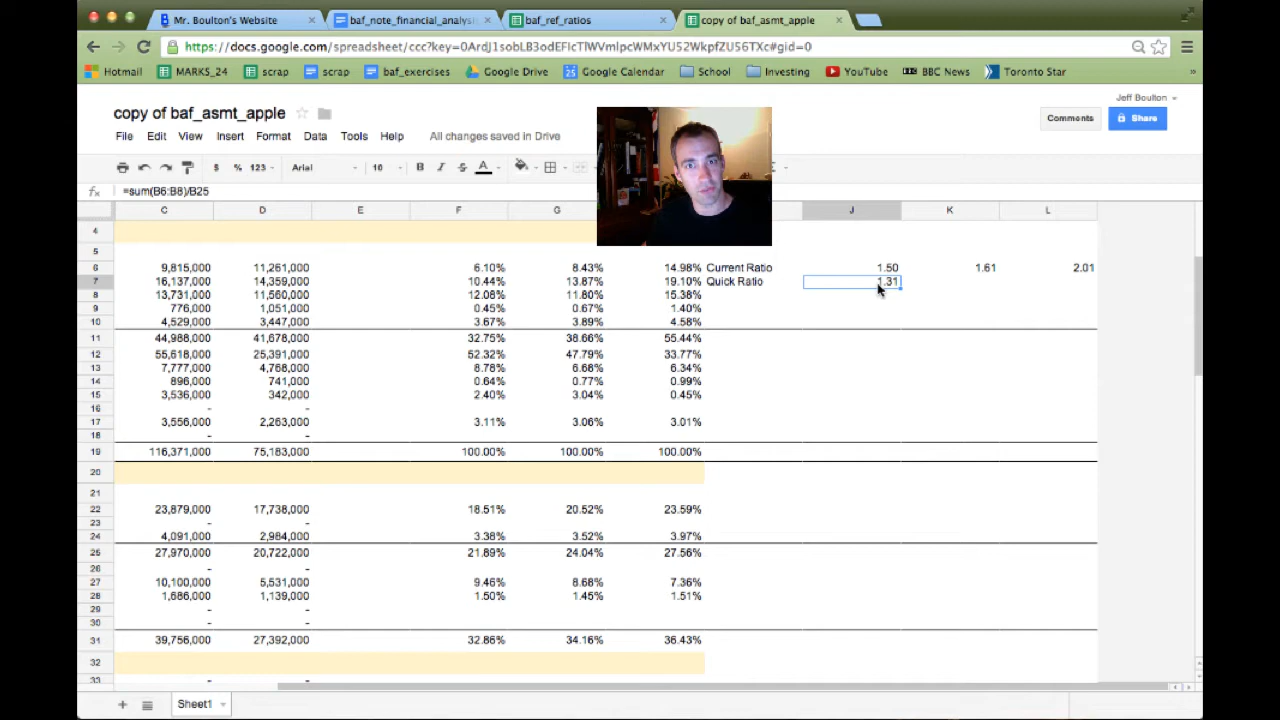 Mr. Boulton's Website
baf_note_financial_analysis
baf_ref_ratios
copy of baf_asmt_apple
https://docs.google.com/spreadsheet/ccc?key=0ArdJ1sobLB3odEFicTlWVmlpcWMxYU52WkpfZU56TXc#gid=0
Hotmail MARKS_24 scrap scrap baf_exercises Google Drive Google Calendar School Investing YouTube BBC News Toronto Star »
copy of baf_asmt_apple
Jeff Boulton
Comments
Share
File Edit View Insert Format Data Tools Help All changes saved in Drive
$ % 123 Arial 10 B I S A
fx =sum(B6:B8)/B25
C D E F G J K L
4
5
6 9,815,000 11,261,000 6.10% 8.43% 14.98% Current Ratio 1.50 1.61 2.01
7 16,137,000 14,359,000 10.44% 13.87% 19.10% Quick Ratio 1.31
8 13,731,000 11,560,000 12.08% 11.80% 15.38%
9 776,000 1,051,000 0.45% 0.67% 1.40%
10 4,529,000 3,447,000 3.67% 3.89% 4.58%
11 44,988,000 41,678,000 32.75% 38.66% 55.44%
12 55,618,000 25,391,000 52.32% 47.79% 33.77%
13 7,777,000 4,768,000 8.78% 6.68% 6.34%
14 896,000 741,000 0.64% 0.77% 0.99%
15 3,536,000 342,000 2.40% 3.04% 0.45%
16 - -
17 3,556,000 2,263,000 3.11% 3.06% 3.01%
18 - -
19 116,371,000 75,183,000 100.00% 100.00% 100.00%
20
21
22 23,879,000 17,738,000 18.51% 20.52% 23.59%
23 - -
24 4,091,000 2,984,000 3.38% 3.52% 3.97%
25 27,970,000 20,722,000 21.89% 24.04% 27.56%
26 - -
27 10,100,000 5,531,000 9.46% 8.68% 7.36%
28 1,686,000 1,139,000 1.50% 1.45% 1.51%
29 - -
30 - -
31 39,756,000 27,392,000 32.86% 34.16% 36.43%
32
33 - -
Sheet1